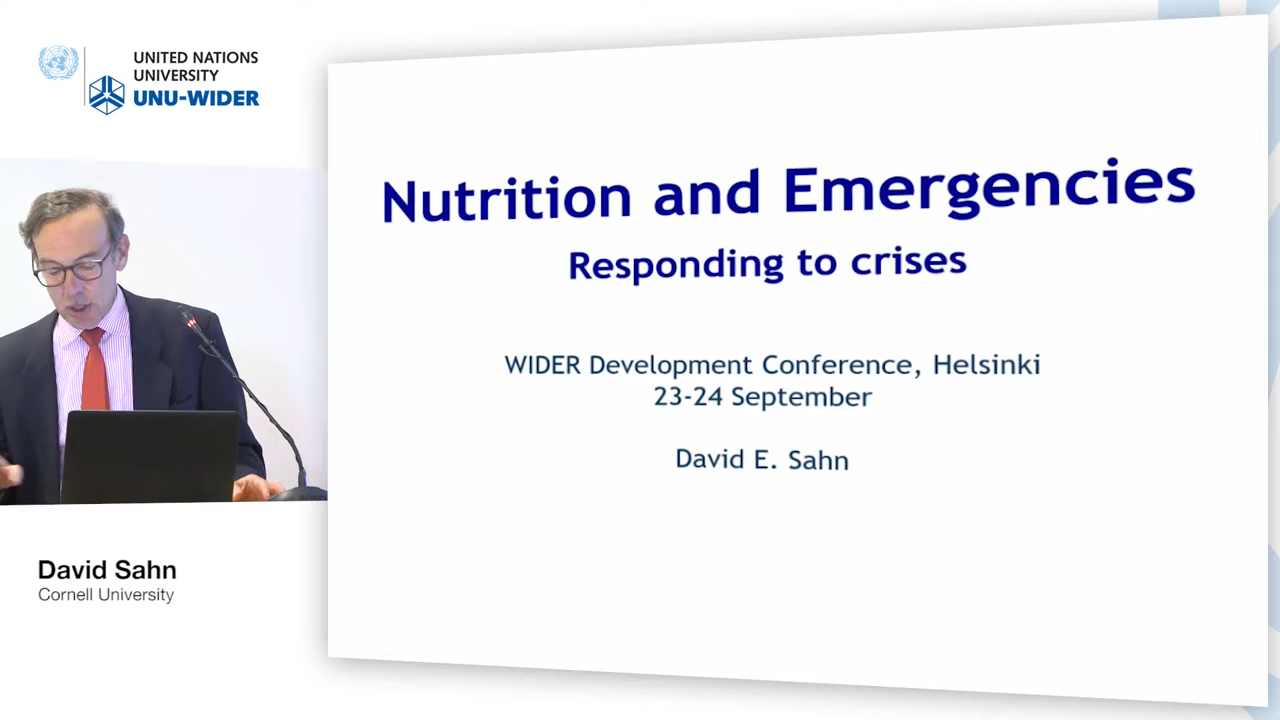 UNITED NATIONS
UNIVERSITY
UNU-WIDER
Nutrition and Emergencies
Responding to crises
WIDER Development Conference, Helsinki
23-24 September
David E. Sahn
David Sahn
Cornell University